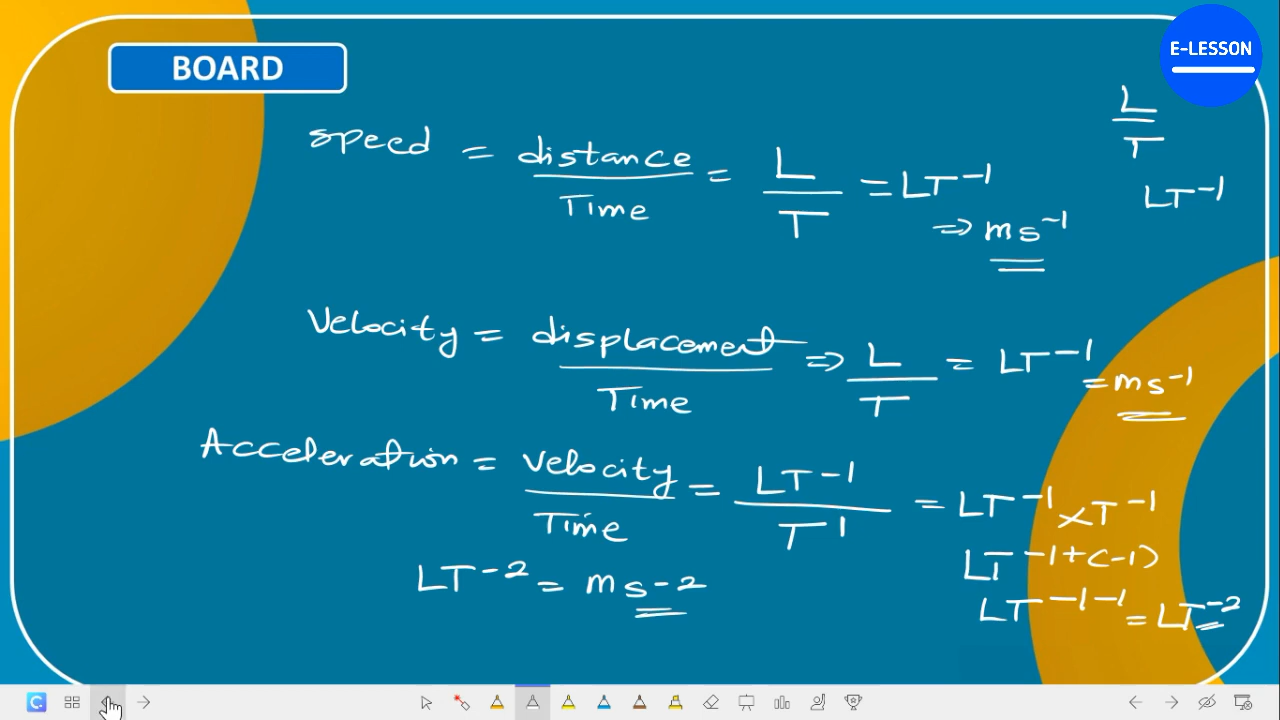 BOARD
E-LESSON
speed = distance/Time = L/T = LT⁻¹
⇒ ms⁻¹
L/T
LT⁻¹
Velocity = displacement/Time ⇒ L/T = LT⁻¹
= ms⁻¹
Acceleration = Velocity/Time = LT⁻¹/T¹ = LT⁻¹ × T⁻¹
LT⁻¹⁺⁽⁻¹⁾
LT⁻² = ms⁻²
LT⁻¹⁻¹ = LT⁻²